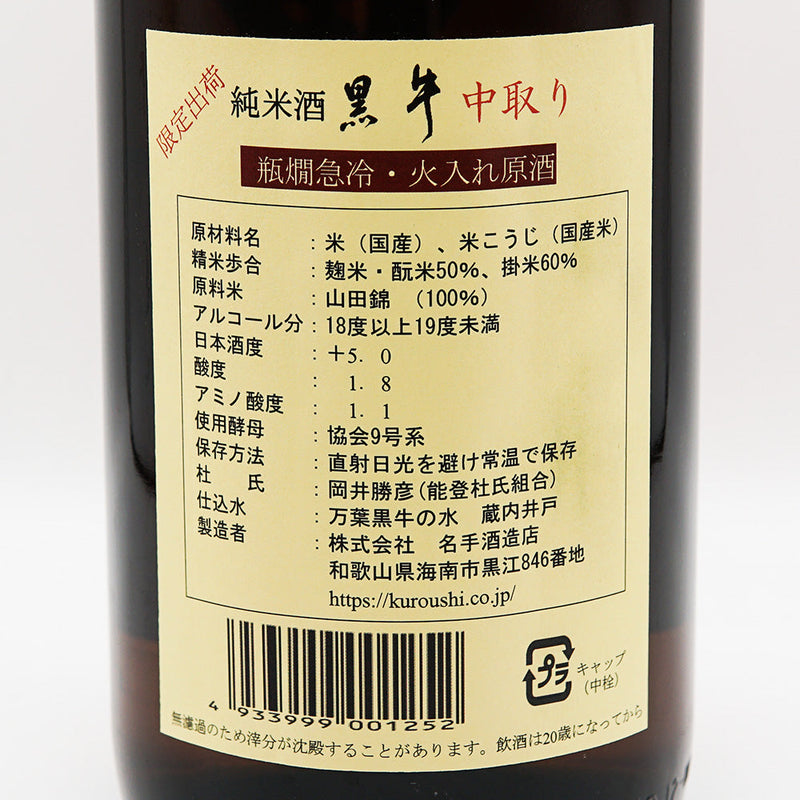 限定出荷
純米酒 黒牛 中取り
瓶燗急冷・火入れ原酒
原材料名：米（国産）、米こうじ（国産米）
精米歩合：麹米・酛米50％、掛米60％
原料米：山田錦　（100％）
アルコール分：18度以上19度未満
日本酒度：＋5．0
酸度：1．8
アミノ酸度：1．1
使用酵母：協会9号系
保存方法：直射日光を避け常温で保存
杜　氏：岡井勝彦（能登杜氏組合）
仕込水：万葉黒牛の水　蔵内井戸
製造者：株式会社　名手酒造店
和歌山県海南市黒江846番地
https://kuroushi.co.jp/
4 933999 001252
プラ
キャップ
（中栓）
無濾過のため滓分が沈殿することがあります。飲酒は20歳になってから